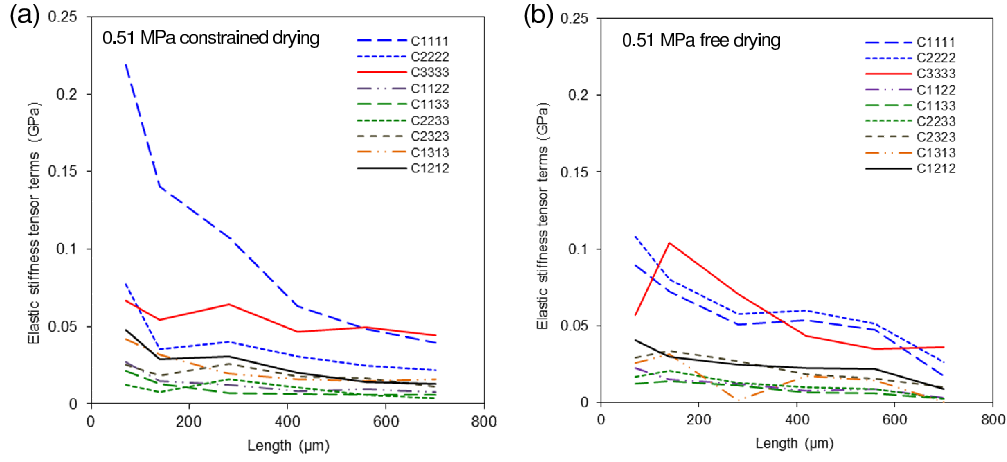 (a)
0.51 MPa constrained drying
Elastic stiffness tensor terms (GPa)
0.25
0.2
0.15
0.1
0.05
0
C1111
C2222
C3333
C1122
C1133
C2233
C2323
C1313
C1212
0
200
400
600
800
Length (µm)
(b)
0.51 MPa free drying
Elastic stiffness tensor terms (GPa)
0.25
0.2
0.15
0.1
0.05
0
C1111
C2222
C3333
C1122
C1133
C2233
C2323
C1313
C1212
0
200
400
600
800
Length (µm)